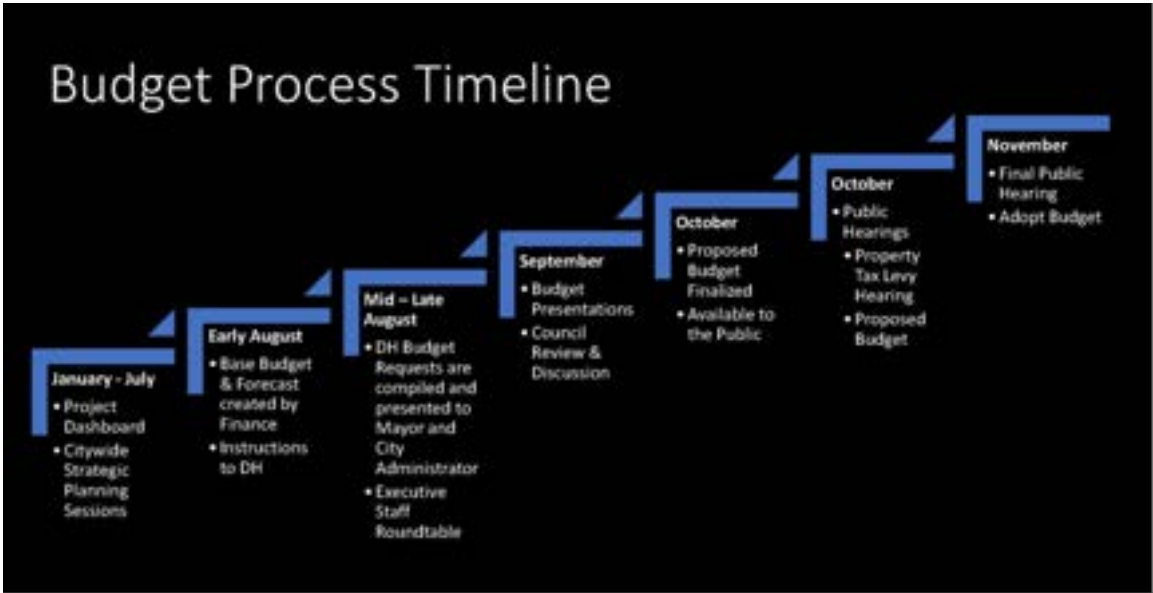 Budget Process Timeline
January - July
• Project
Dashboard
• Citywide
Strategic
Planning
Sessions
Early August
• Base Budget
& Forecast
created by
Finance
• Instructions
to DH
Mid – Late
August
• DH Budget
Requests are
compiled and
presented to
Mayor and
City
Administrator
• Executive
Staff
Roundtable
September
• Budget
Presentations
• Council
Review &
Discussion
October
• Proposed
Budget
Finalized
• Available to
the Public
October
• Public
Hearings
• Property
Tax Levy
Hearing
• Proposed
Budget
November
• Final Public
Hearing
• Adopt Budget